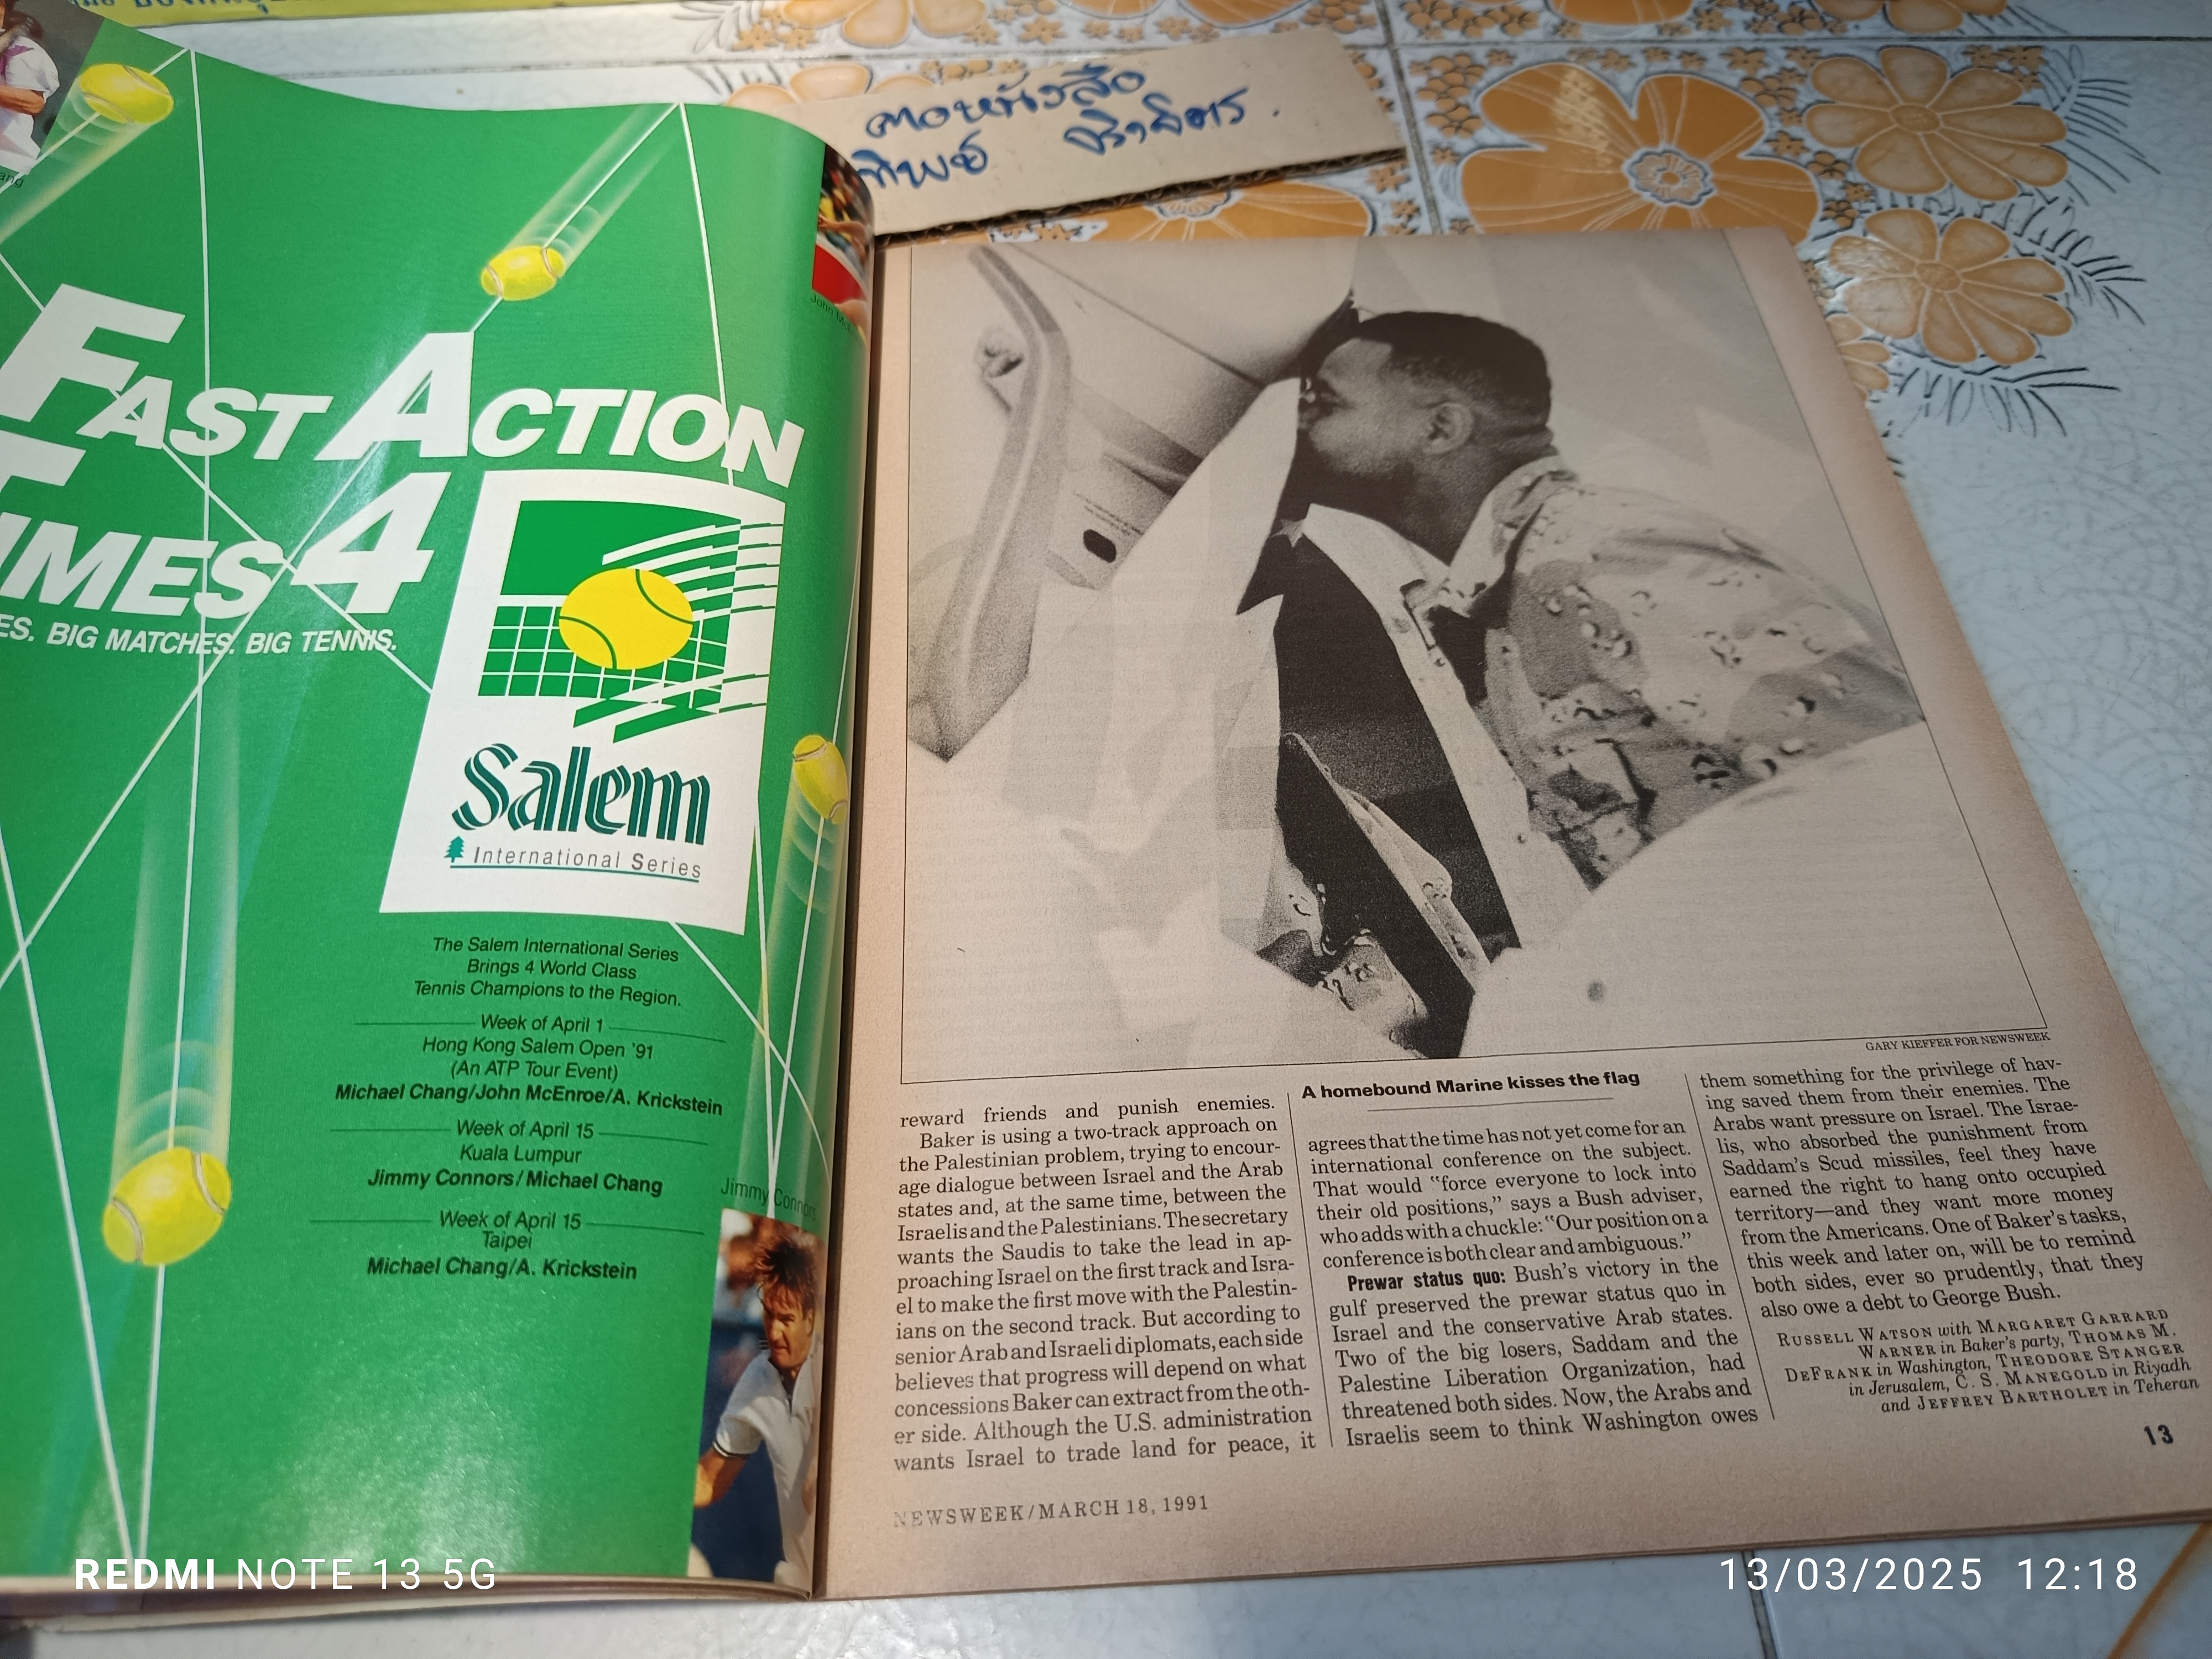 ang
FAST ACTION
TIMES 4
ES. BIG MATCHES. BIG TENNIS.
Salem
International Series
The Salem International Series
Brings 4 World Class
Tennis Champions to the Region.
Week of April 1
Hong Kong Salem Open '91
(An ATP Tour Event)
Michael Chang/John McEnroe/A. Krickstein
Week of April 15
Kuala Lumpur
Jimmy Connors/Michael Chang
Week of April 15
Taipei
Michael Chang/A. Krickstein
Jimmy Connors
ทิพย์
GARY KIEFFER FOR NEWSWEEK
A homebound Marine kisses the flag
reward friends and punish enemies.
Baker is using a two-track approach on
the Palestinian problem, trying to encour-
age dialogue between Israel and the Arab
states and, at the same time, between the
Israelis and the Palestinians. The secretary
wants the Saudis to take the lead in ap-
proaching Israel on the first track and Isra-
el to make the first move with the Palestin-
ians on the second track. But according to
senior Arab and Israeli diplomats, each side
believes that progress will depend on what
concessions Baker can extract from the oth-
er side. Although the U.S. administration
wants Israel to trade land for peace, it
agrees that the time has not yet come for an
international conference on the subject.
That would "force everyone to lock into
their old positions," says a Bush adviser,
who adds with a chuckle: "Our position on a
conference is both clear and ambiguous."
Prewar status quo: Bush's victory in the
gulf preserved the prewar status quo in
Israel and the conservative Arab states.
Two of the big losers, Saddam and the
Palestine Liberation Organization, had
threatened both sides. Now, the Arabs and
Israelis seem to think Washington owes
them something for the privilege of hav-
ing saved them from their enemies. The
Arabs want pressure on Israel. The Israe-
lis, who absorbed the punishment from
Saddam's Scud missiles, feel they have
earned the right to hang onto occupied
territory—and they want more money
from the Americans. One of Baker's tasks,
this week and later on, will be to remind
both sides, ever so prudently, that they
also owe a debt to George Bush.
RUSSELL WATSON with MARGARET GARRARD
WARNER in Baker's party, THOMAS M.
DEFRANK in Washington, THEODORE STANGER
in Jerusalem, C. S. MANEGOLD in Riyadh
and JEFFREY BARTHOLET in Teheran
13
NEWSWEEK/MARCH 18, 1991
REDMI NOTE 13 5G
13/03/2025 12:18